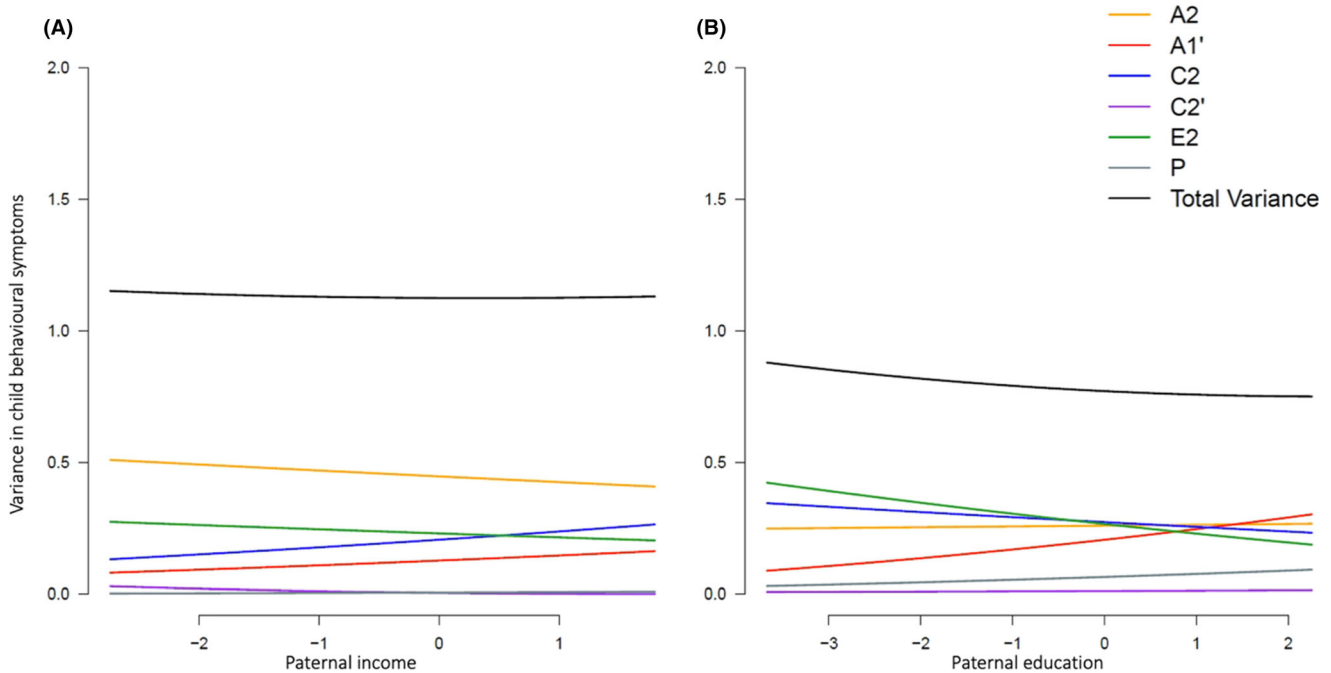 (A)
2.0
1.5
1.0
0.5
0.0
Variance in child behavioural symptoms
−2
−1
0
1
Paternal income
(B)
2.0
1.5
1.0
0.5
0.0
−3
−2
−1
0
1
2
Paternal education
A2
A1'
C2
C2'
E2
P
Total Variance